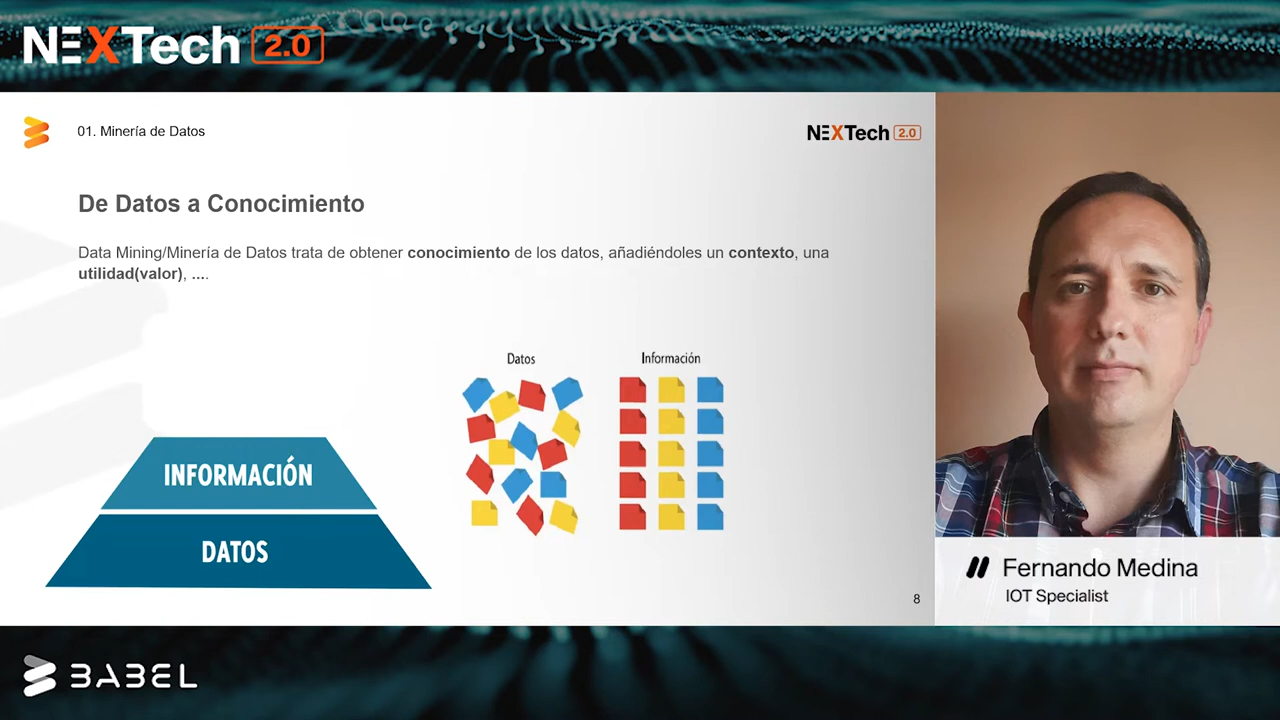 NEXTech 2.0
01. Minería de Datos
NEXTech 2.0
De Datos a Conocimiento
Data Mining/Minería de Datos trata de obtener conocimiento de los datos, añadiéndoles un contexto, una
utilidad(valor), ....
Datos
Información
INFORMACIÓN
DATOS
8
Fernando Medina
IOT Specialist
BABEL